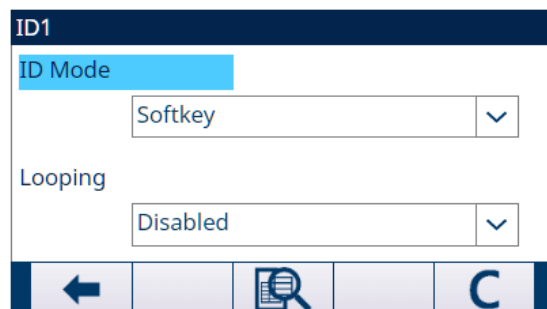 ID1
ID Mode
Softkey
Looping
Disabled
C